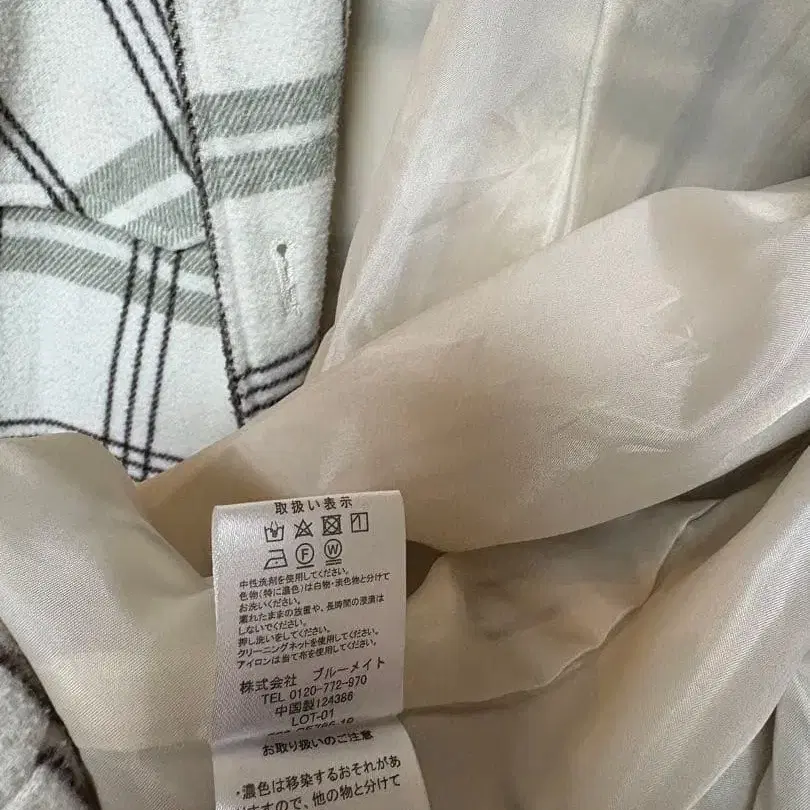 取扱い表示
F W
中性洗剤を使用してください。
色物(特に濃色)は白物・淡色物と分けて
お洗いください。
濡れたままの放置や、長時間の浸漬は
しないでください。
押し洗いをしてください。
クリーニングネットを使用してください。
アイロンは当て布を使用してください。
株式会社 ブルーメイト
TEL 0120-772-970
中国製124386
LOT-01
お取り扱いのご注意
・濃色は移染するおそれがあ
りますので、他の物と分けて